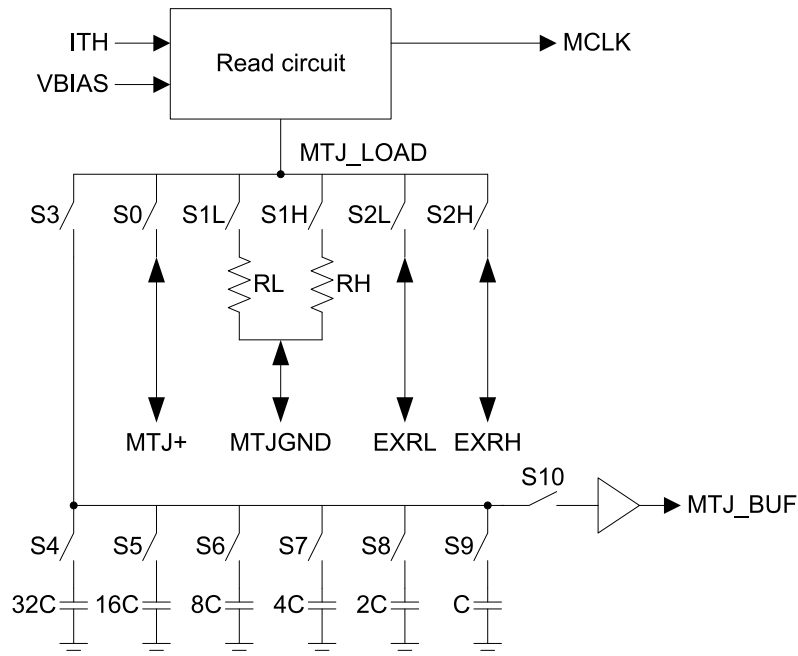 ITH
VBIAS
Read circuit
MCLK
MTJ_LOAD
S3 S0 S1L S1H S2L S2H
RL RH
MTJ+ MTJGND EXRL EXRH
S10
MTJ_BUF
S4 S5 S6 S7 S8 S9
32C 16C 8C 4C 2C C